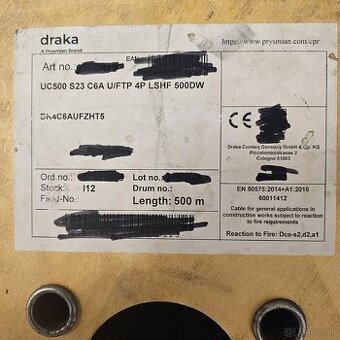 draka
A Prysmian Brand
https://www.prysmian.com/cpr
EAN
Art no.:
UC500 S23 C6A U/FTP 4P LSHF 500DW
DK4C6AUFZHT5
CE
Draka Comteq Germany GmbH & Co. KG
Piccoloministrasse 2
Cologne 51063
Ord.no.:
Lot no.:
Stock: I12
Drum no.:
Field-No.:
Length: 500 m
EN 50575:2014+A1:2016
60011412
Cable for general applications in
construction works subject to reaction
to fire requirements
Reaction to Fire: Dca-s2,d2,a1